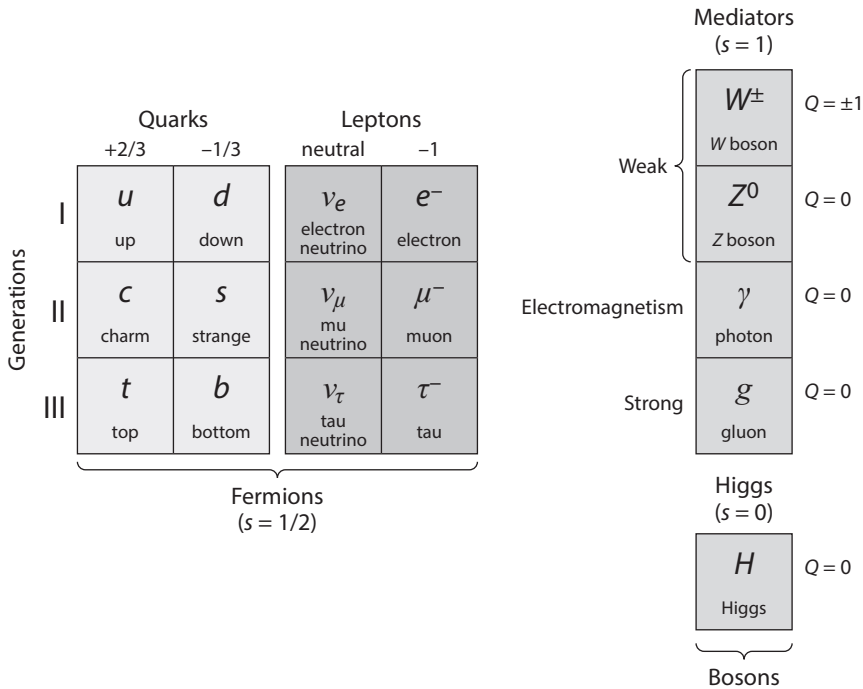 Mediators
(s = 1)
Quarks
Leptons
+2/3
–1/3
neutral
–1
Generations
I
u
up
d
down
νe
electron
neutrino
e–
electron
II
c
charm
s
strange
νμ
mu
neutrino
μ–
muon
III
t
top
b
bottom
ντ
tau
neutrino
τ–
tau
Fermions
(s = 1/2)
Weak
W±
W boson
Q = ±1
Z0
Z boson
Q = 0
Electromagnetism
γ
photon
Q = 0
Strong
g
gluon
Q = 0
Higgs
(s = 0)
H
Higgs
Q = 0
Bosons